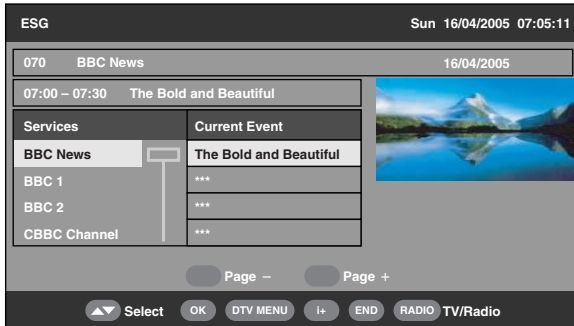 ESG Sun 16/04/2005 07:05:11
070 BBC News 16/04/2005
07:00 – 07:30 The Bold and Beautiful
Services Current Event
BBC News The Bold and Beautiful
BBC 1 ***
BBC 2 ***
CBBC Channel ***
Page – Page +
Select OK DTV MENU i+ END RADIO TV/Radio